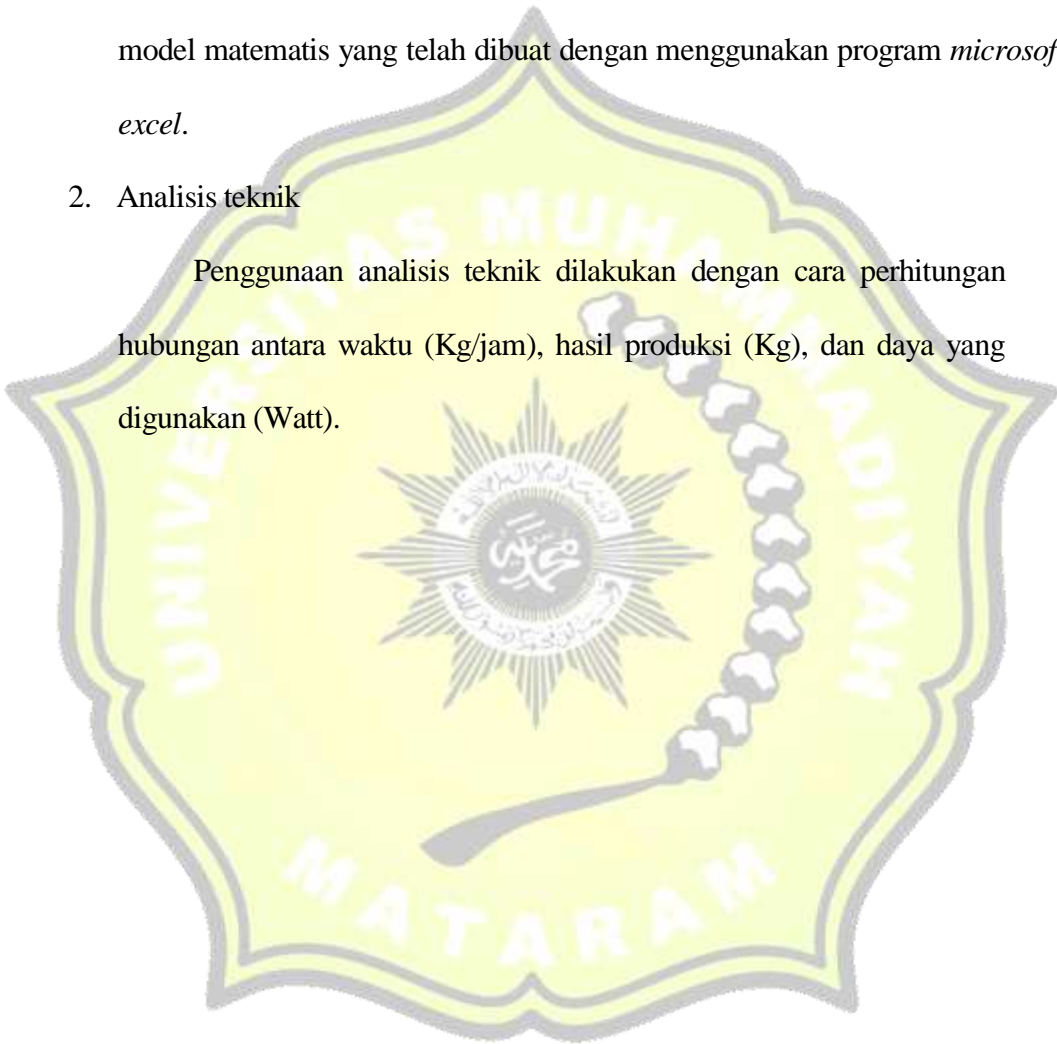 model matematis yang telah dibuat dengan menggunakan program microsof
excel.
2. Analisis teknik
Penggunaan analisis teknik dilakukan dengan cara perhitungan
hubungan antara waktu (Kg/jam), hasil produksi (Kg), dan daya yang
digunakan (Watt).
UNIVERSITAS MUHAMMADIYAH
MATARAM